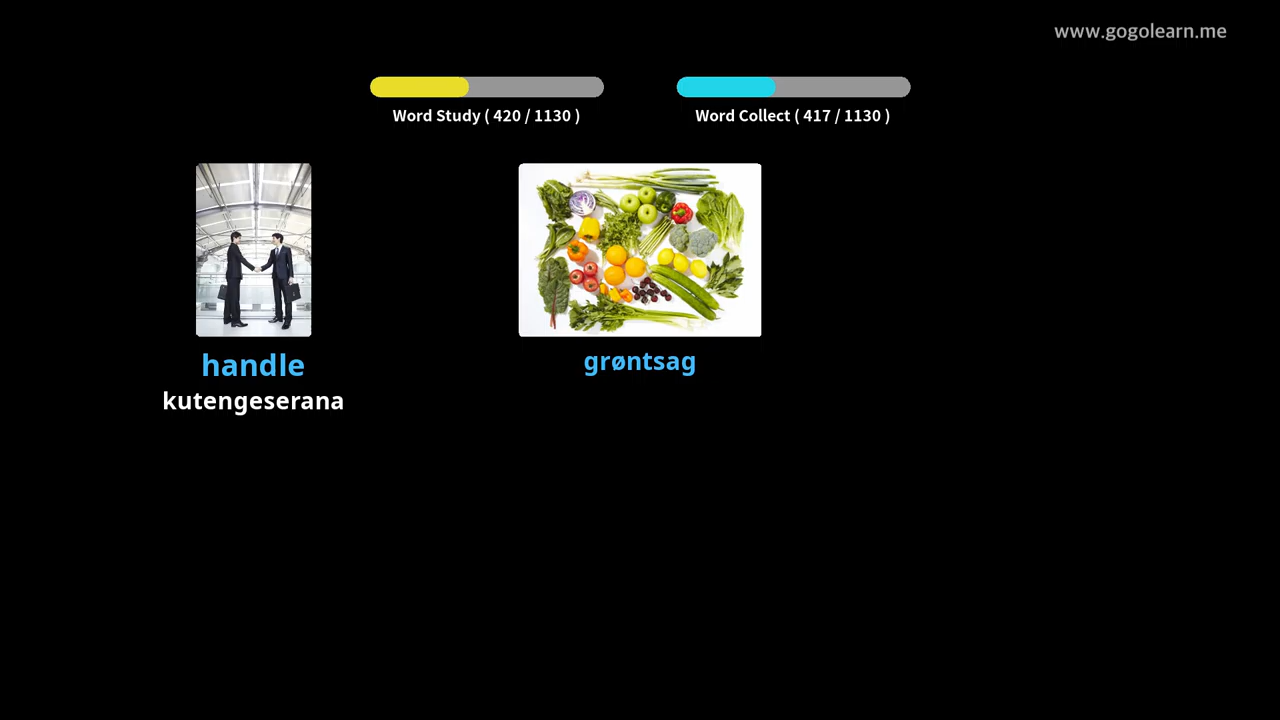 www.gogolearn.me
Word Study ( 420 / 1130 )
Word Collect ( 417 / 1130 )
handle
kutengeserana
grøntsag